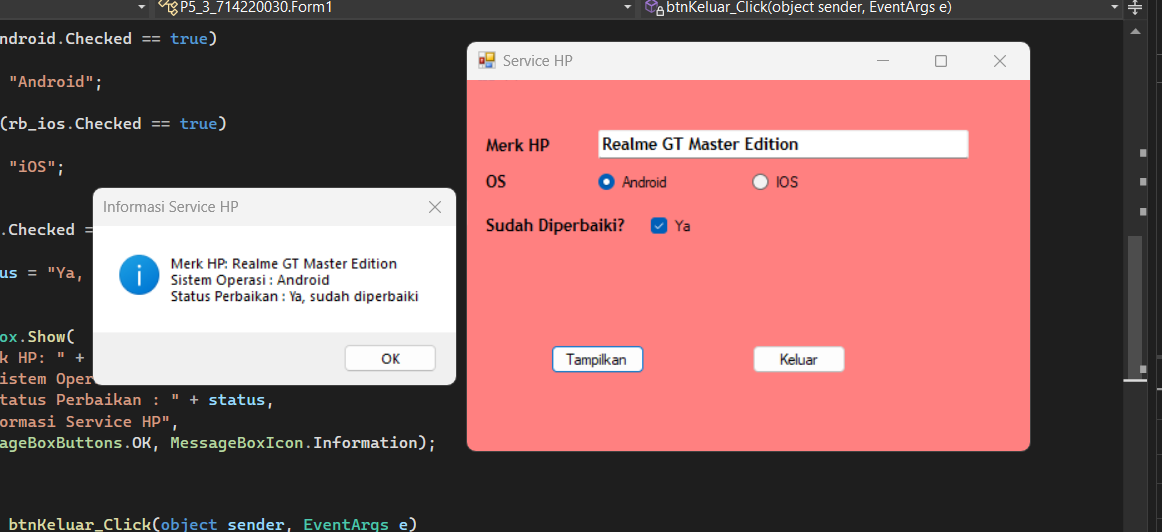 P5_3_714220030.Form1
btnKeluar_Click(object sender, EventArgs e)
ndroid.Checked == true)
"Android";
(rb_ios.Checked == true)
"iOS";
.Checked =
us = "Ya,
ox.Show(
k HP: " +
istem Oper
tatus Perbaikan : " + status,
ormasi Service HP",
ageBoxButtons.OK, MessageBoxIcon.Information);
btnKeluar_Click(object sender, EventArgs e)
Informasi Service HP
Merk HP: Realme GT Master Edition
Sistem Operasi : Android
Status Perbaikan : Ya, sudah diperbaiki
OK
Service HP
Merk HP Realme GT Master Edition
OS Android IOS
Sudah Diperbaiki? Ya
Tampilkan Keluar